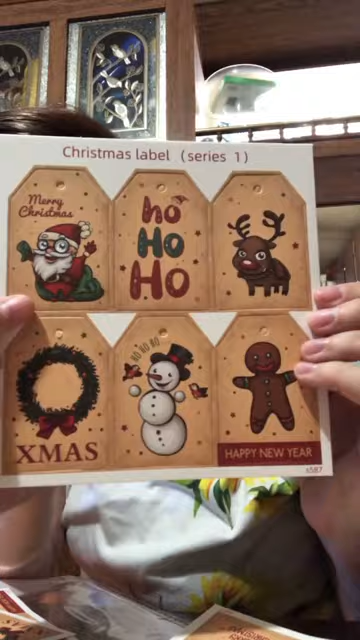 Christmas label (series 1)
Merry
Christmas
ho
HO
HO
HO HO HO
XMAS
HAPPY NEW YEAR
x587